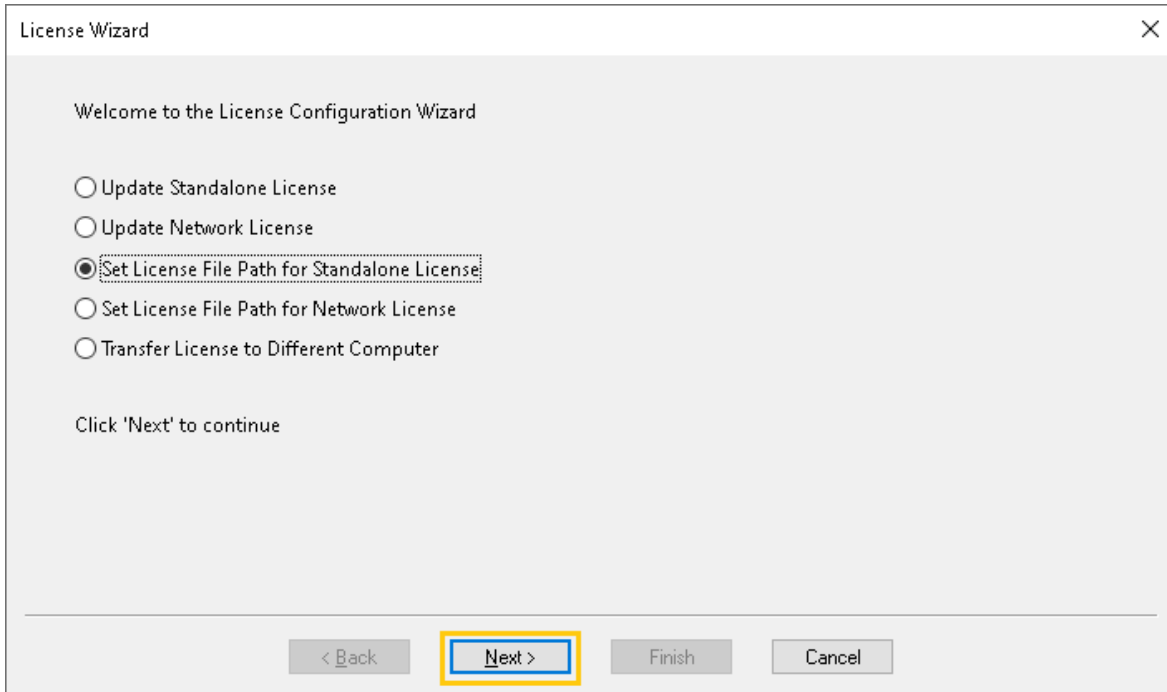 License Wizard
Welcome to the License Configuration Wizard
Update Standalone License
Update Network License
Set License File Path for Standalone License
Set License File Path for Network License
Transfer License to Different Computer
Click 'Next' to continue
< Back Next > Finish Cancel